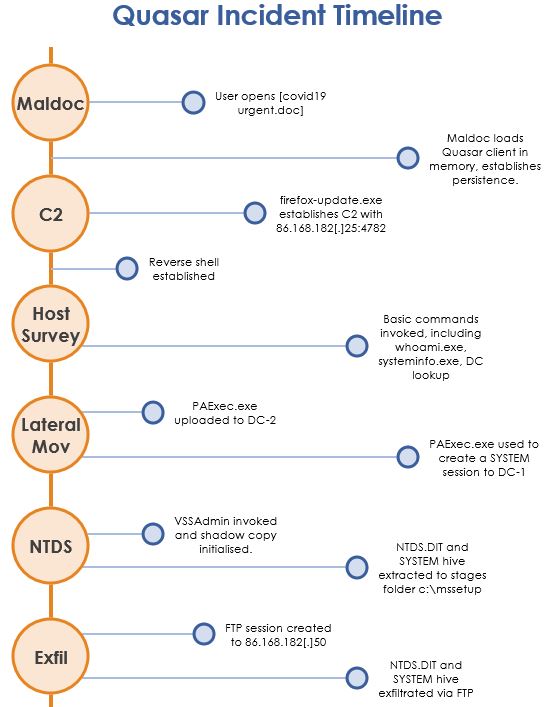 Quasar Incident Timeline
Maldoc
User opens [covid19
urgent.doc]
Maldoc loads
Quasar client in
memory, establishes
persistence.
C2
firefox-update.exe
establishes C2 with
86.168.182[.]25:4782
Reverse shell
established
Host
Survey
Basic commands
invoked, including
whoami.exe,
systeminfo.exe, DC
lookup
Lateral
Mov
PAExec.exe
uploaded to DC-2
PAExec.exe used to
create a SYSTEM
session to DC-1
NTDS
VSSAdmin invoked
and shadow copy
initialised.
NTDS.DIT and
SYSTEM hive
extracted to stages
folder c:\mssetup
Exfil
FTP session created
to 86.168.182[.]50
NTDS.DIT and
SYSTEM hive
exfiltrated via FTP